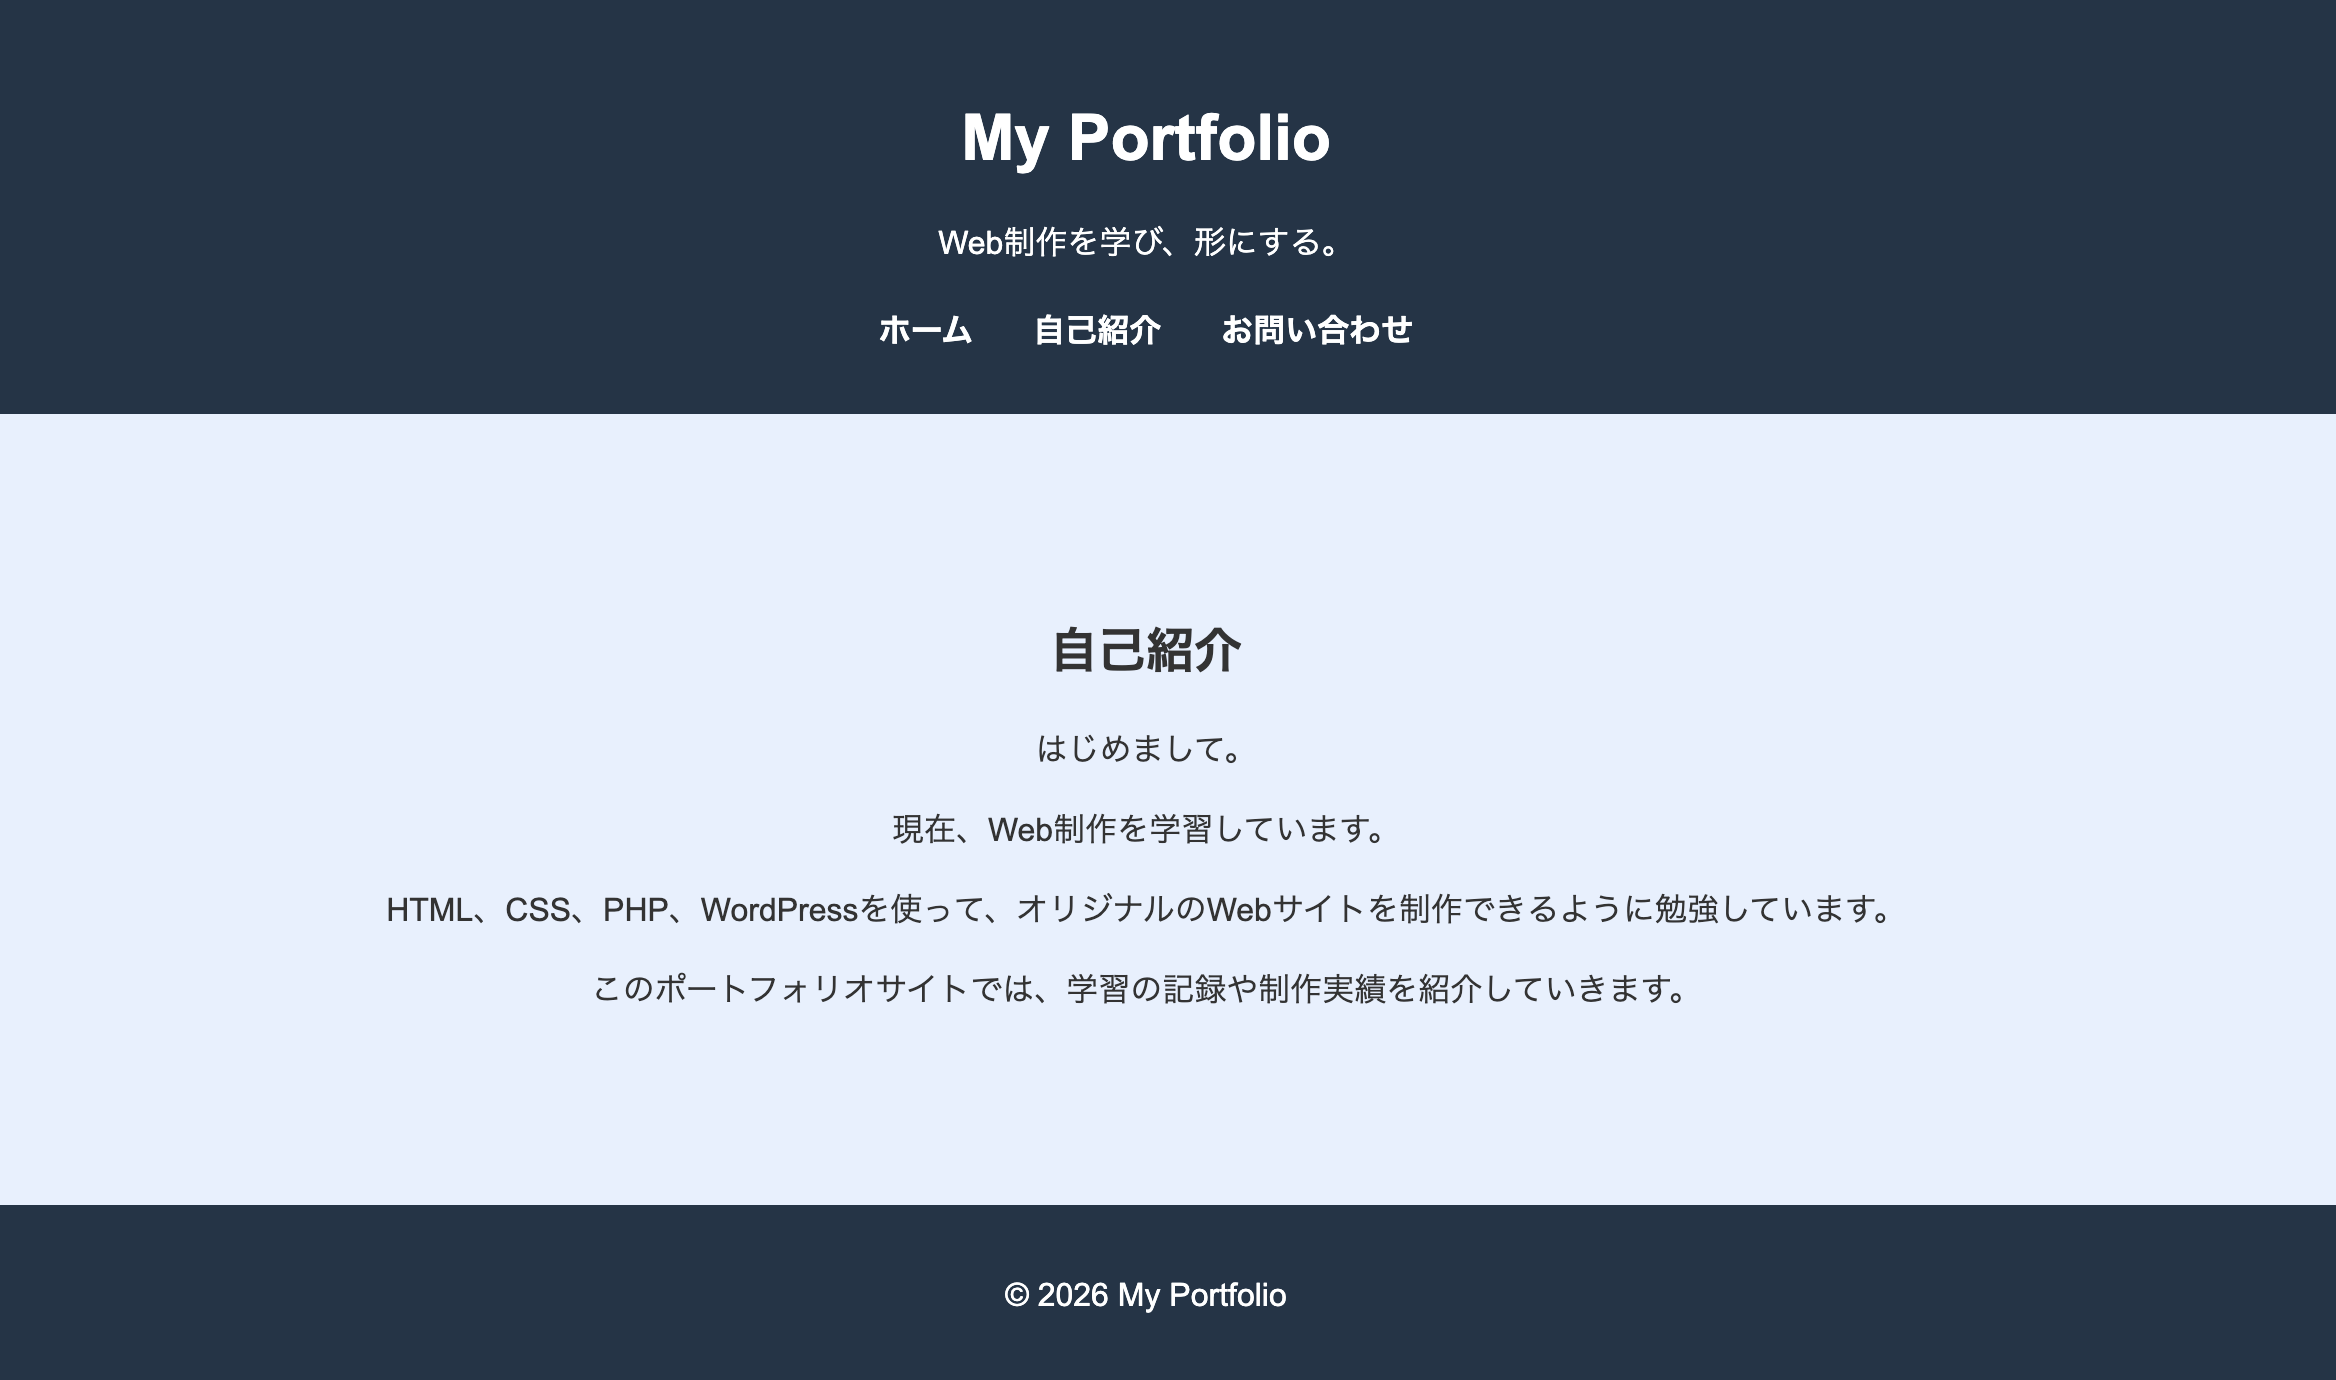 My Portfolio
Web制作を学び、形にする。
ホーム 自己紹介 お問い合わせ
自己紹介
はじめまして。
現在、Web制作を学習しています。
HTML、CSS、PHP、WordPressを使って、オリジナルのWebサイトを制作できるように勉強しています。
このポートフォリオサイトでは、学習の記録や制作実績を紹介していきます。
© 2026 My Portfolio